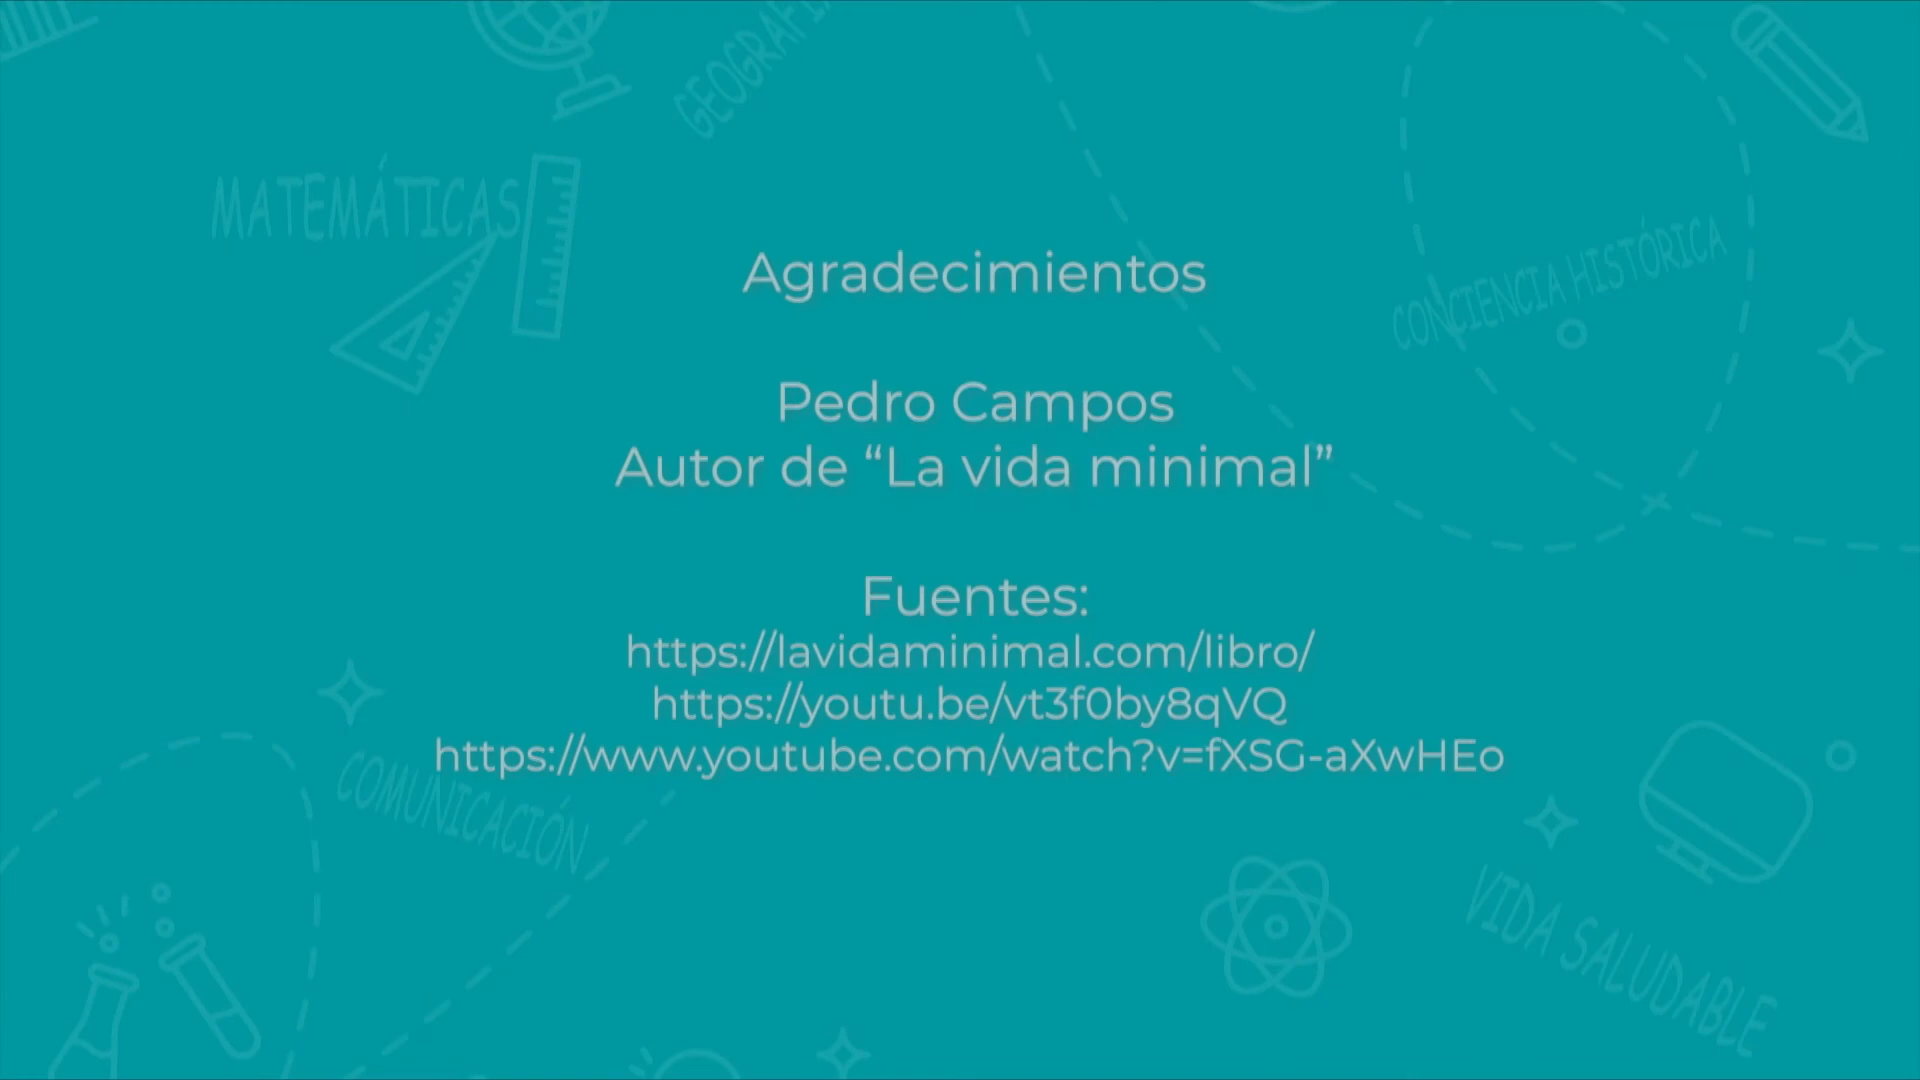 GEOGRAFÍA
MATEMÁTICAS
CONCIENCIA HISTÓRICA
Agradecimientos
Pedro Campos
Autor de “La vida minimal”
Fuentes:
https://lavidaminimal.com/libro/
https://youtu.be/vt3f0by8qVQ
https://www.youtube.com/watch?v=fXSG-aXwHEo
COMUNICACIÓN
VIDA SALUDABLE